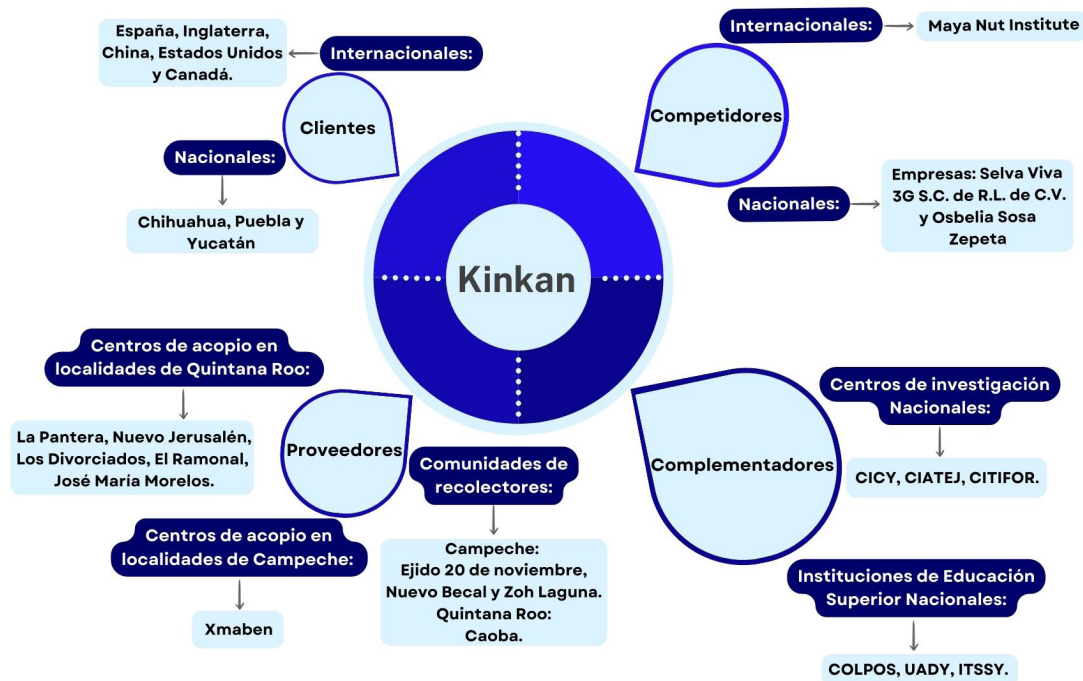 España, Inglaterra,
China, Estados Unidos
y Canadá.
Internacionales:
Clientes
Nacionales:
Chihuahua, Puebla y
Yucatán
Internacionales:
Maya Nut Institute
Competidores
Nacionales:
Empresas: Selva Viva
3G S.C. de R.L. de C.V.
y Osbelia Sosa
Zepeta
Kinkan
Centros de acopio en
localidades de Quintana Roo:
La Pantera, Nuevo Jerusalén,
Los Divorciados, El Ramonal,
José María Morelos.
Proveedores
Centros de acopio en
localidades de Campeche:
Xmaben
Comunidades de
recolectores:
Campeche:
Ejido 20 de noviembre,
Nuevo Becal y Zoh Laguna.
Quintana Roo:
Caoba.
Complementadores
Centros de investigación
Nacionales:
CICY, CIATEJ, CITIFOR.
Instituciones de Educación
Superior Nacionales:
COLPOS, UADY, ITSSY.